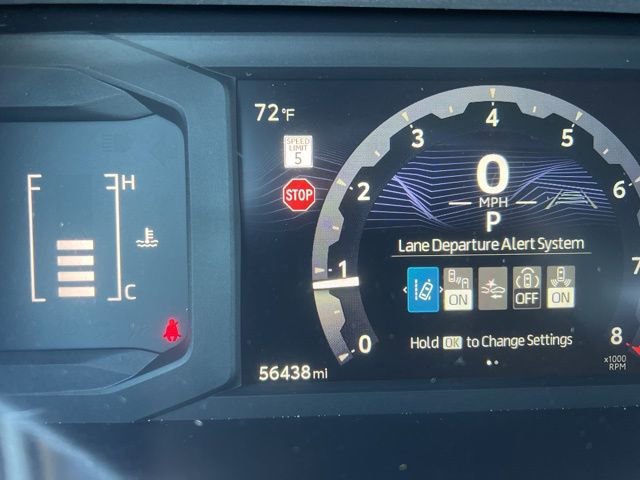 72°F
SPEED
LIMIT
5
STOP
F
F H
C
0
1
2
3
4
5
6
7
8
x1000
RPM
0
MPH
P
Lane Departure Alert System
ON
OFF
ON
Hold OK to Change Settings
56438 mi